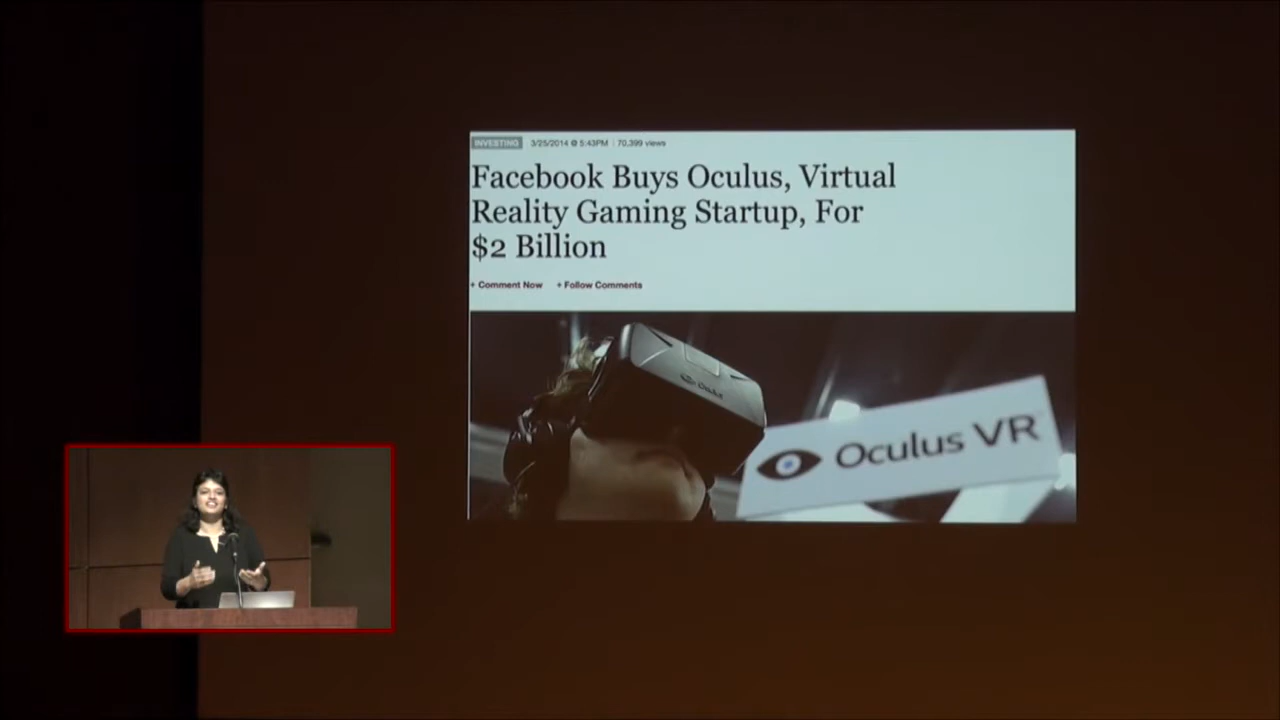 INVESTING 3/25/2014 @ 5:43PM | 70,399 views
Facebook Buys Oculus, Virtual
Reality Gaming Startup, For
$2 Billion
+ Comment Now + Follow Comments
Oculus
Oculus VR